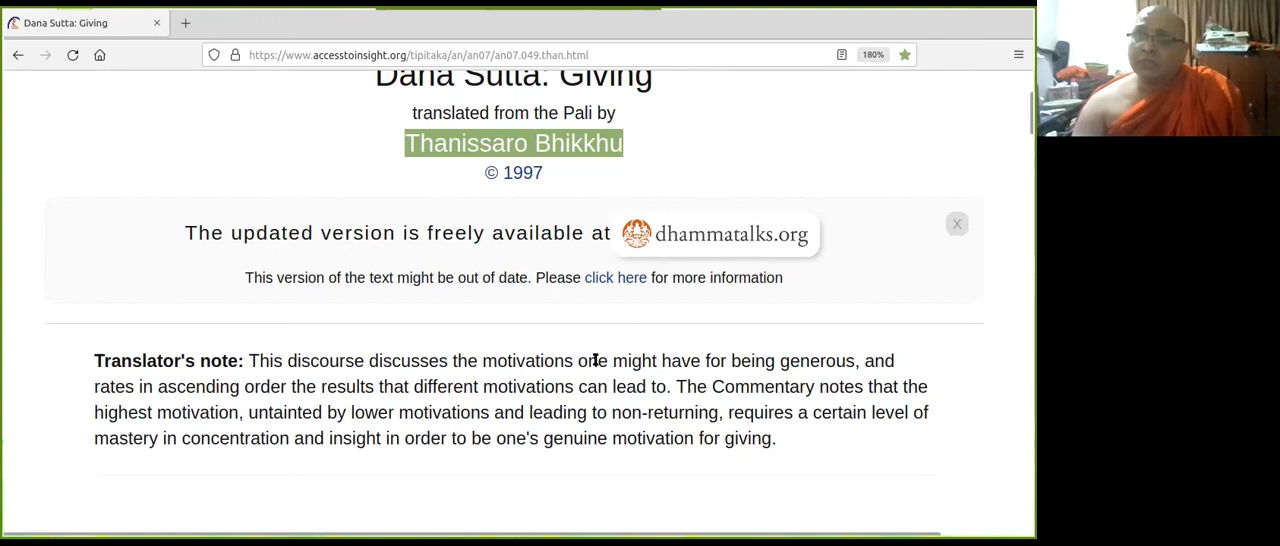 Dana Sutta: Giving
https://www.accesstoinsight.org/tipitaka/an/an07/an07.049.than.html
180%
Dana Sutta: Giving
translated from the Pali by
Thanissaro Bhikkhu
© 1997
The updated version is freely available at dhammatalks.org
X
This version of the text might be out of date. Please click here for more information
Translator's note: This discourse discusses the motivations one might have for being generous, and
rates in ascending order the results that different motivations can lead to. The Commentary notes that the
highest motivation, untainted by lower motivations and leading to non-returning, requires a certain level of
mastery in concentration and insight in order to be one's genuine motivation for giving.